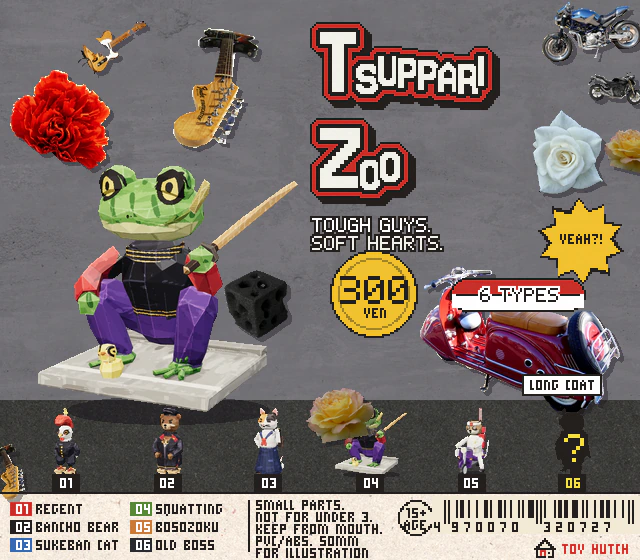 TSUPPARI
ZOO
TOUGH GUYS.
SOFT HEARTS.
300
YEN
YEAH?!
6 TYPES
LONG COAT
01
02
03
04
05
?
06
01 REGENT
02 BANCHO BEAR
03 SUKEBAN CAT
04 SQUATTING
05 BOSOZOKU
06 OLD BOSS
SMALL PARTS.
NOT FOR UNDER 3.
KEEP FROM MOUTH.
PVC/ABS. 50MM
FOR ILLUSTRATION
15+
AGE
4 970070 320727
TOY HUTCH